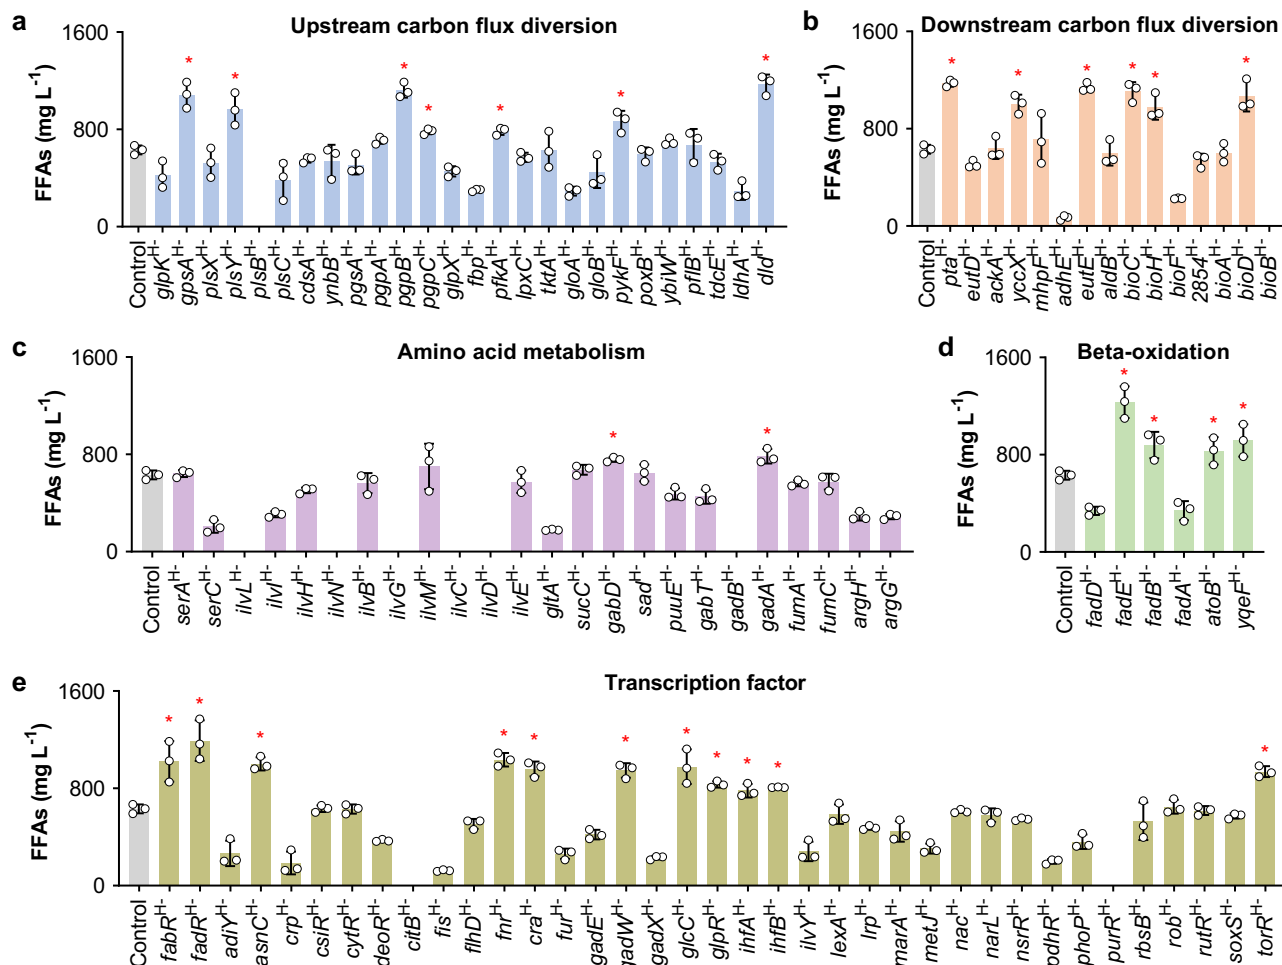 a Upstream carbon flux diversion
FFAs (mg L⁻¹)
1600
800
0
* * * * * * *
Control glpKᴴ⁻ gpsAᴴ⁻ plsXᴴ⁻ plsYᴴ⁻ plsBᴴ⁻ plsCᴴ⁻ cdsAᴴ⁻ ynbBᴴ⁻ pgsAᴴ⁻ pgpAᴴ⁻ pgpBᴴ⁻ pgpCᴴ⁻ glpXᴴ⁻ fbpᴴ⁻ pfkAᴴ⁻ lpxCᴴ⁻ tktAᴴ⁻ gloAᴴ⁻ gloBᴴ⁻ pykFᴴ⁻ poxBᴴ⁻ ybiWᴴ⁻ pflBᴴ⁻ tdcEᴴ⁻ ldhAᴴ⁻ dldᴴ⁻
b Downstream carbon flux diversion
FFAs (mg L⁻¹)
1600
800
0
* * * * * *
Control ptaᴴ⁻ eutDᴴ⁻ ackAᴴ⁻ yccXᴴ⁻ mhpFᴴ⁻ adhEᴴ⁻ eutEᴴ⁻ aldBᴴ⁻ bioCᴴ⁻ bioHᴴ⁻ bioFᴴ⁻ 2854ᴴ⁻ bioAᴴ⁻ bioDᴴ⁻ bioBᴴ⁻
c Amino acid metabolism
FFAs (mg L⁻¹)
1600
800
0
* *
Control serAᴴ⁻ serCᴴ⁻ ilvLᴴ⁻ ilvIᴴ⁻ ilvHᴴ⁻ ilvNᴴ⁻ ilvBᴴ⁻ ilvGᴴ⁻ ilvMᴴ⁻ ilvCᴴ⁻ ilvDᴴ⁻ ilvEᴴ⁻ gltAᴴ⁻ sucCᴴ⁻ gabDᴴ⁻ sadᴴ⁻ puuEᴴ⁻ gabTᴴ⁻ gadBᴴ⁻ gadAᴴ⁻ fumAᴴ⁻ fumCᴴ⁻ argHᴴ⁻ argGᴴ⁻
d Beta-oxidation
FFAs (mg L⁻¹)
1600
800
0
* * * *
Control fadDᴴ⁻ fadEᴴ⁻ fadBᴴ⁻ fadAᴴ⁻ atoBᴴ⁻ yqeFᴴ⁻
e Transcription factor
FFAs (mg L⁻¹)
1600
800
0
* * * * * * * * * * *
Control fabRᴴ⁻ fadRᴴ⁻ adiYᴴ⁻ asnCᴴ⁻ crpᴴ⁻ csiRᴴ⁻ cytRᴴ⁻ deoRᴴ⁻ citBᴴ⁻ fisᴴ⁻ flhDᴴ⁻ fnrᴴ⁻ craᴴ⁻ furᴴ⁻ gadEᴴ⁻ gadWᴴ⁻ gadXᴴ⁻ glcCᴴ⁻ glpRᴴ⁻ ihfAᴴ⁻ ihfBᴴ⁻ ilvYᴴ⁻ lexAᴴ⁻ lrpᴴ⁻ marAᴴ⁻ metJᴴ⁻ nacᴴ⁻ narLᴴ⁻ nsrRᴴ⁻ pdhRᴴ⁻ phoPᴴ⁻ purRᴴ⁻ rbsBᴴ⁻ robᴴ⁻ rutRᴴ⁻ soxSᴴ⁻ torRᴴ⁻